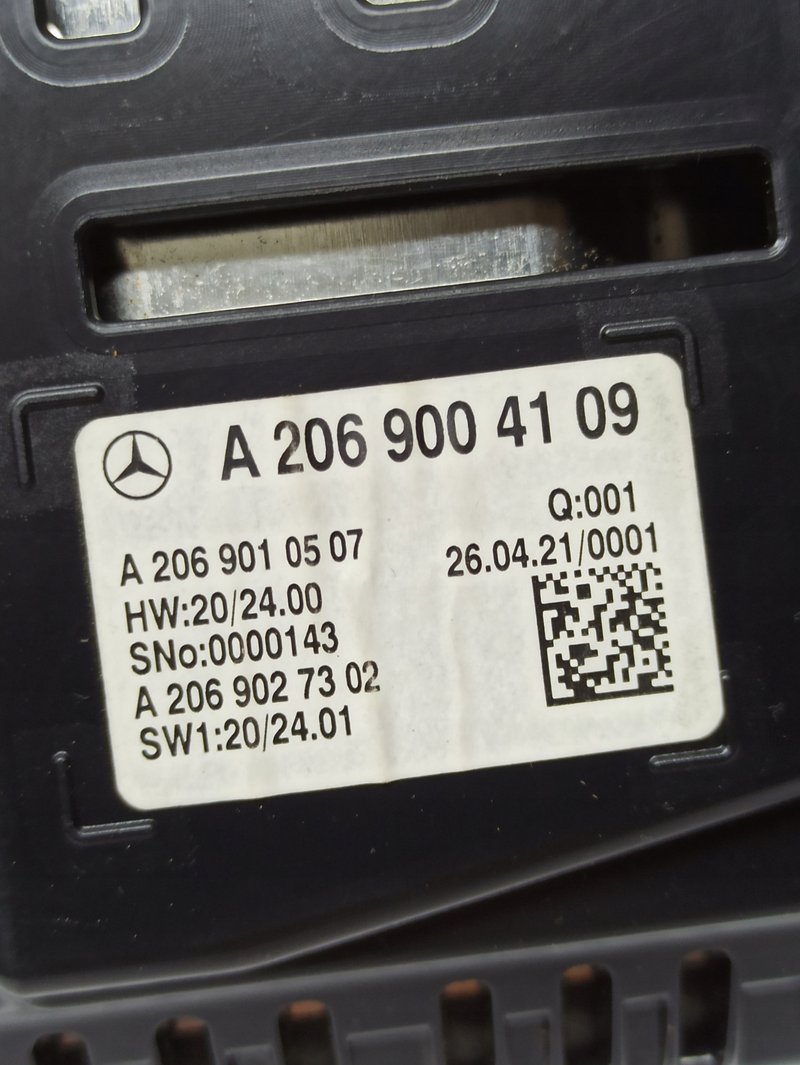 A 206 900 41 09
Q:001
A 206 901 05 07
26.04.21/0001
HW:20/24.00
SNo:0000143
A 206 902 73 02
SW1:20/24.01